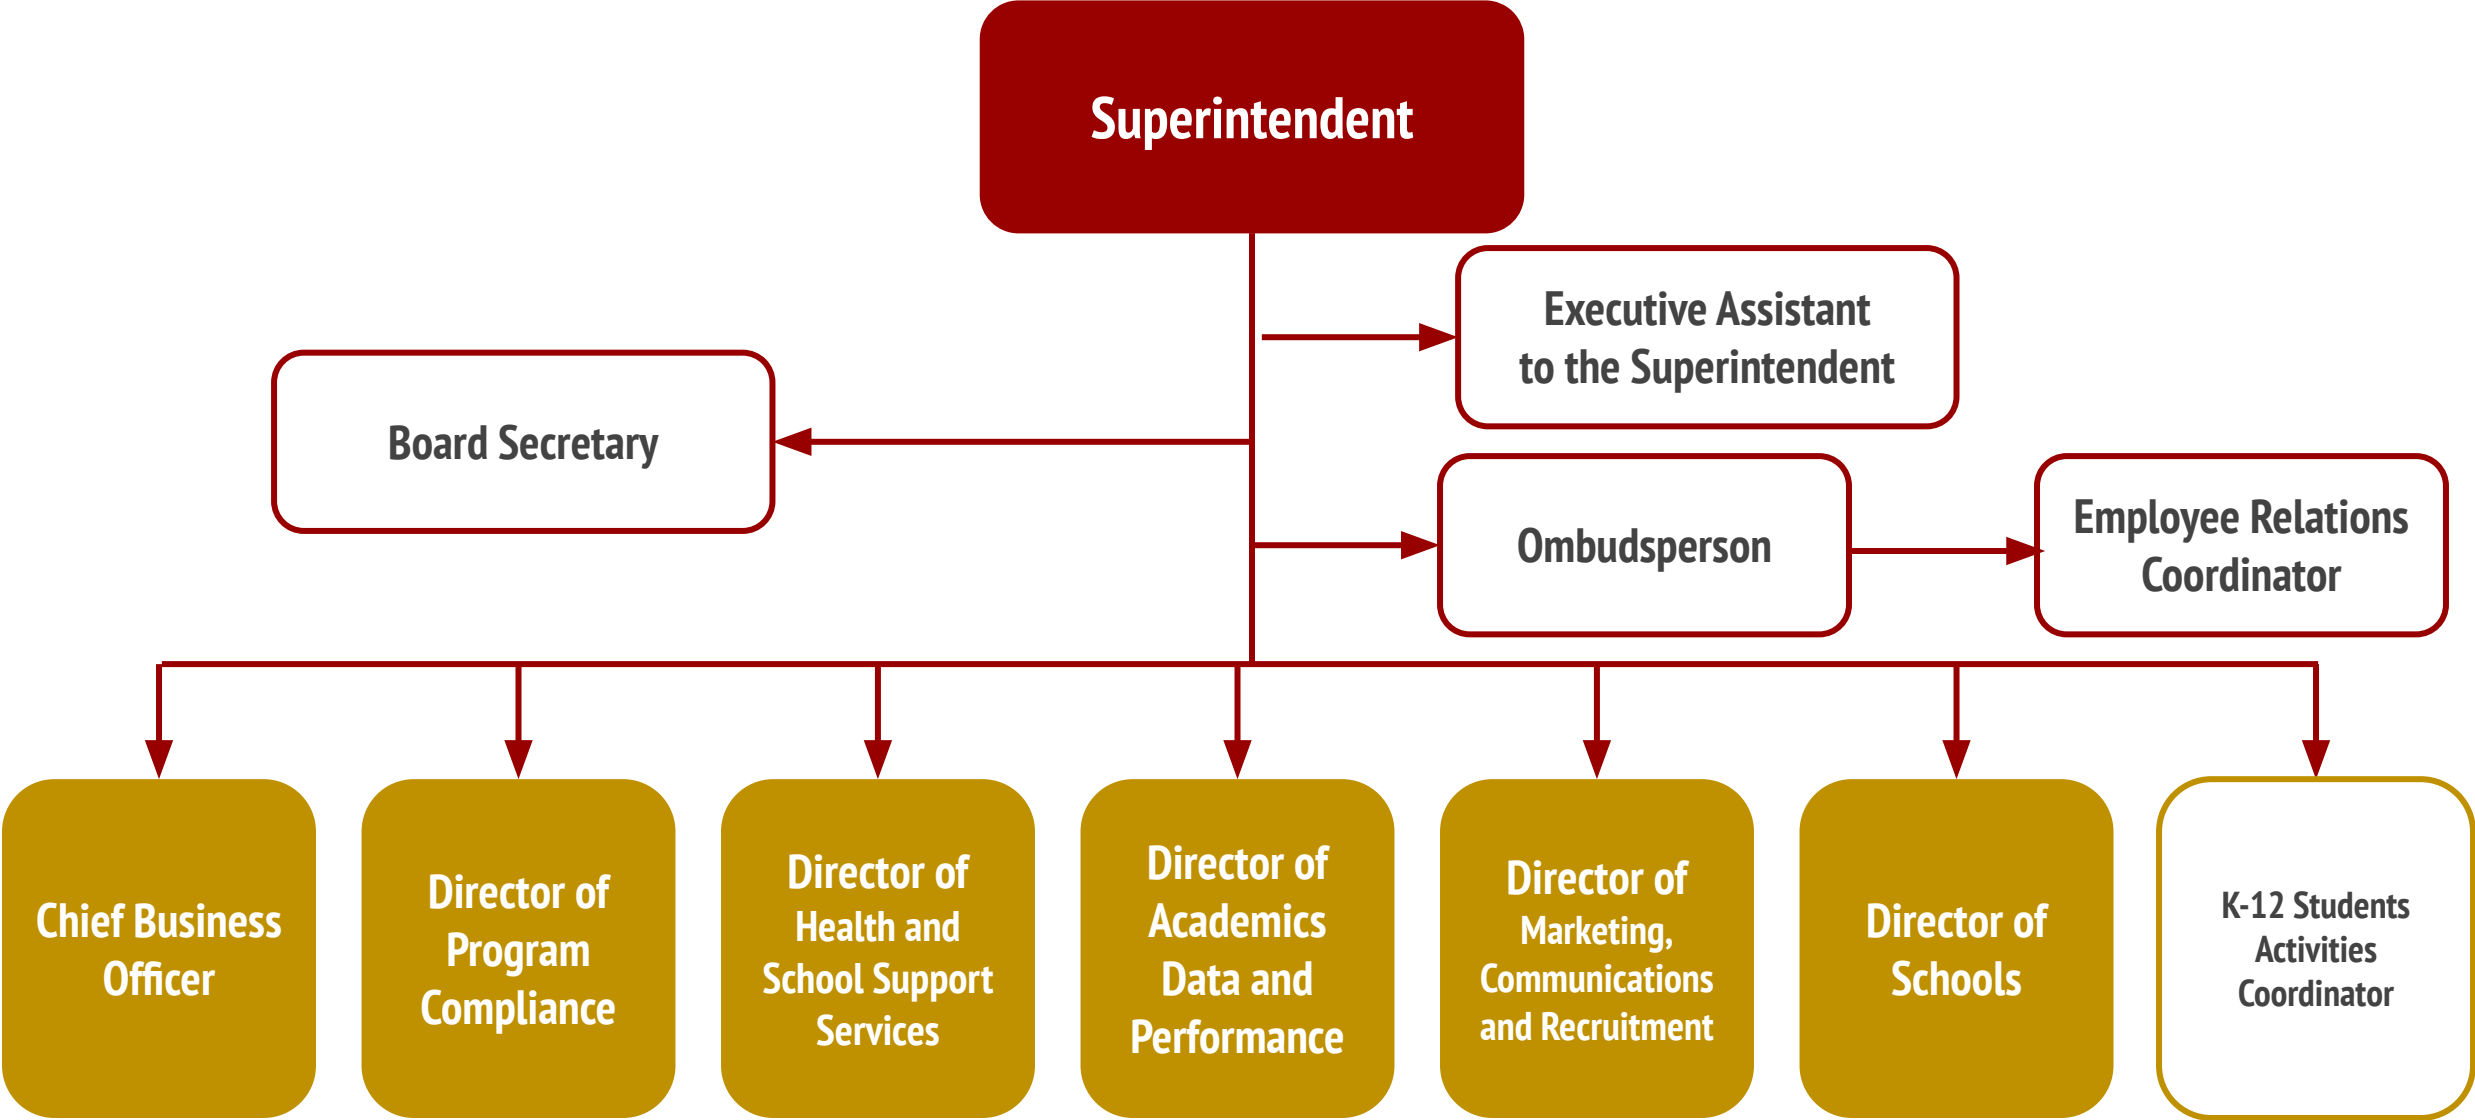 Superintendent
Executive Assistant
to the Superintendent
Board Secretary
Ombudsperson
Employee Relations
Coordinator
Chief Business
Officer
Director of
Program
Compliance
Director of
Health and
School Support
Services
Director of
Academics
Data and
Performance
Director of
Marketing,
Communications
and Recruitment
Director of
Schools
K-12 Students
Activities
Coordinator